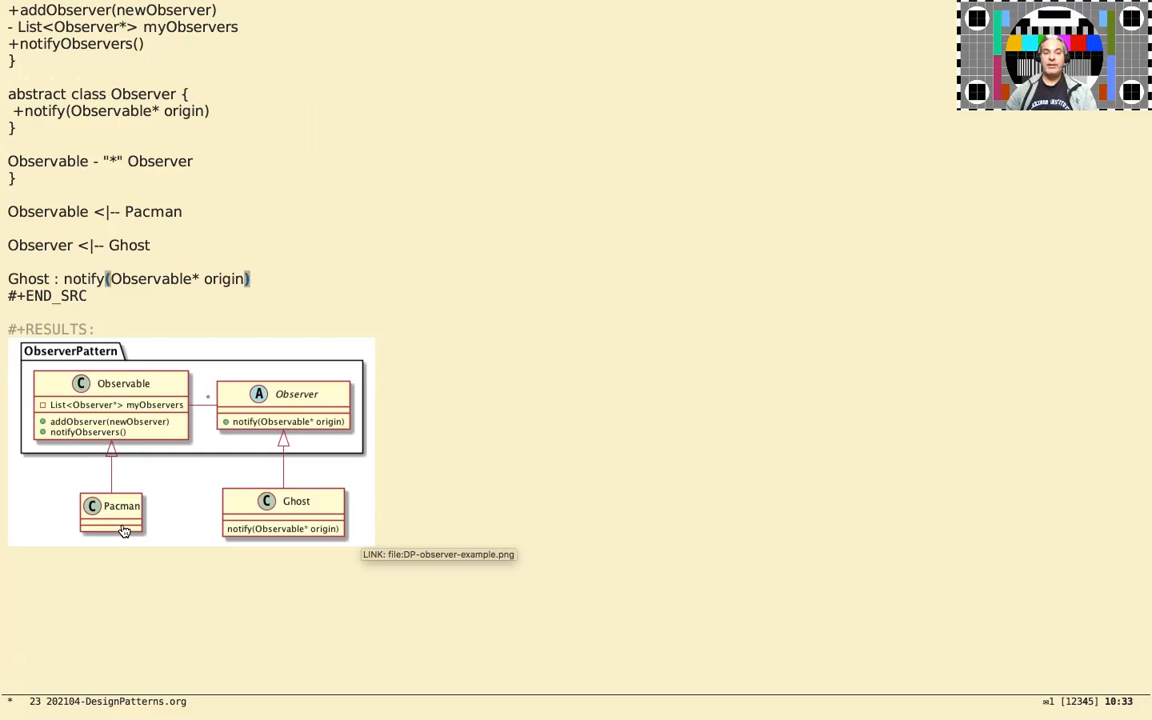 +addObserver(newObserver)
- List<Observer*> myObservers
+notifyObservers()
}
abstract class Observer {
+notify(Observable* origin)
}
Observable - "*" Observer
}
Observable <|-- Pacman
Observer <|-- Ghost
Ghost : notify(Observable* origin)
#+END_SRC
#+RESULTS:
ObserverPattern
C Observable
List<Observer*> myObservers
addObserver(newObserver)
notifyObservers()
*
A Observer
notify(Observable* origin)
C Pacman
C Ghost
notify(Observable* origin)
LINK: file:DP-observer-example.png
* 23 202104-DesignPatterns.org
✉1 [12345] 10:33